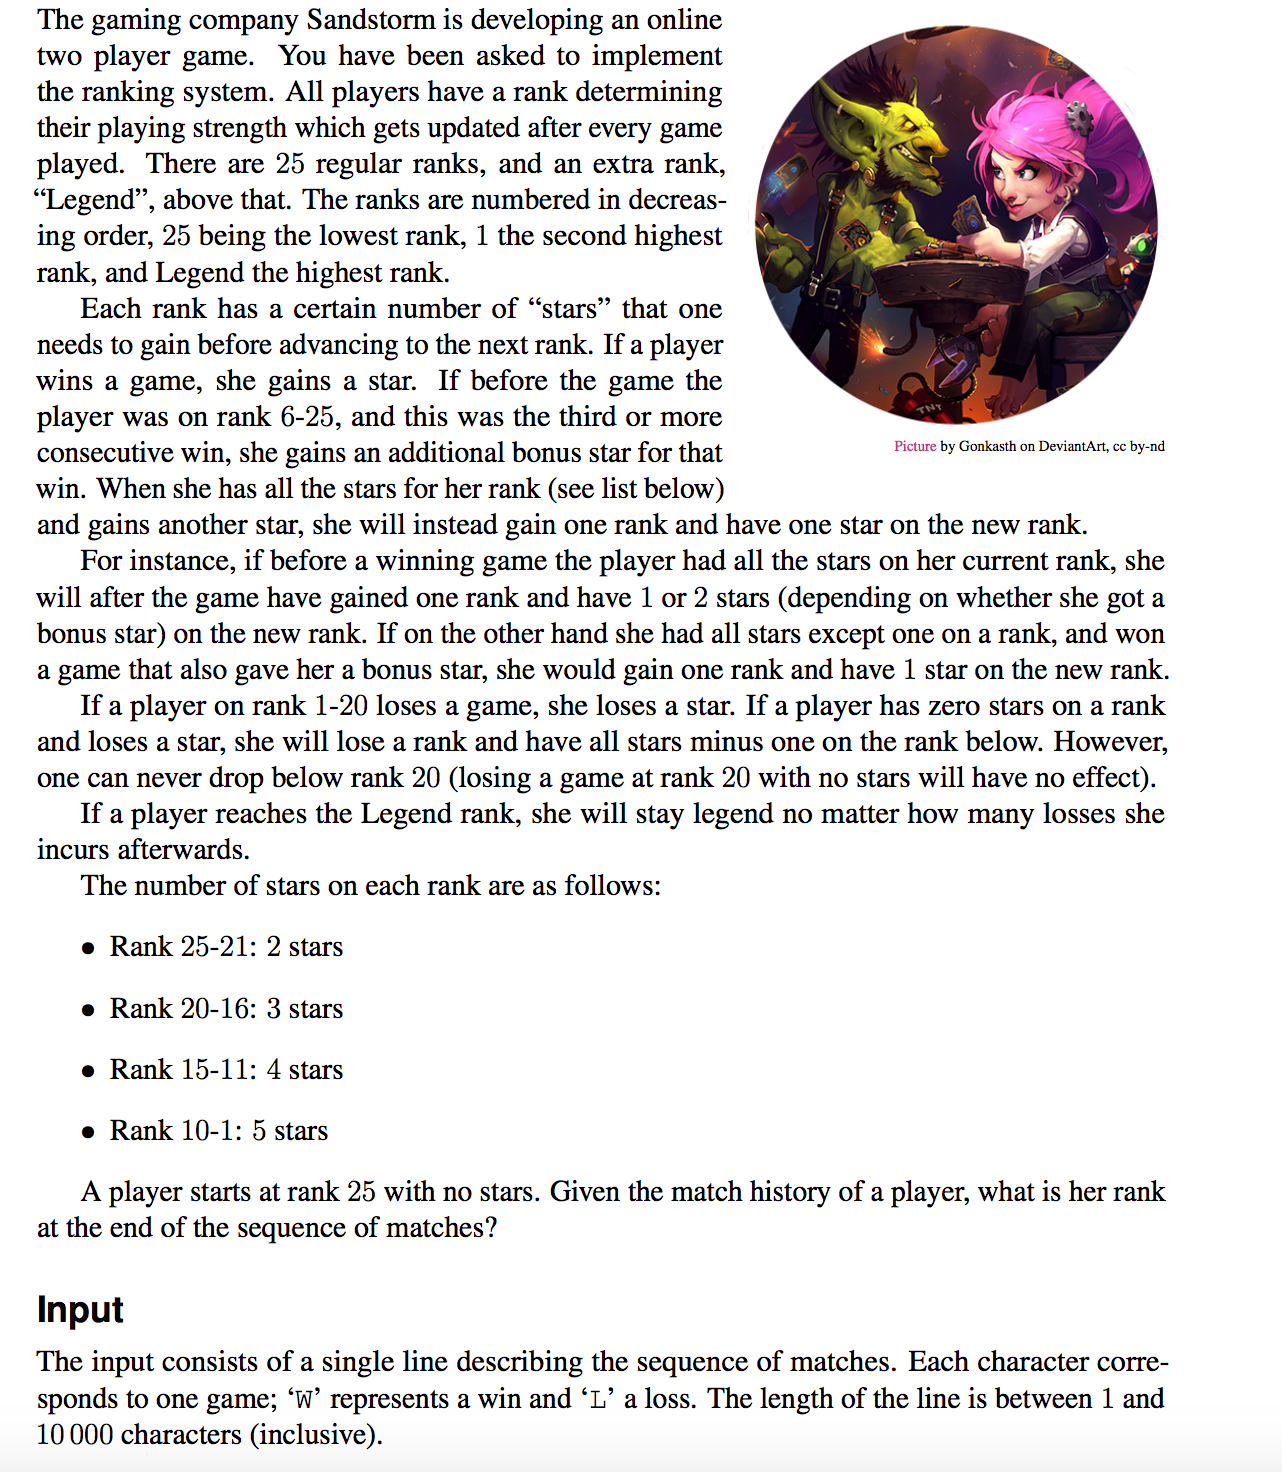 The gaming company Sandstorm is developing an online
two player game. You have been asked to implement
the ranking system. All players have a rank determining
their playing strength which gets updated after every game
played. There are 25 regular ranks, and an extra rank,
“Legend”, above that. The ranks are numbered in decreas-
ing order, 25 being the lowest rank, 1 the second highest
rank, and Legend the highest rank.
Each rank has a certain number of “stars” that one
needs to gain before advancing to the next rank. If a player
wins a game, she gains a star. If before the game the
player was on rank 6-25, and this was the third or more
consecutive win, she gains an additional bonus star for that
win. When she has all the stars for her rank (see list below)
and gains another star, she will instead gain one rank and have one star on the new rank.
TNT
Picture by Gonkasth on DeviantArt, cc by-nd
For instance, if before a winning game the player had all the stars on her current rank, she
will after the game have gained one rank and have 1 or 2 stars (depending on whether she got a
bonus star) on the new rank. If on the other hand she had all stars except one on a rank, and won
a game that also gave her a bonus star, she would gain one rank and have 1 star on the new rank.
If a player on rank 1-20 loses a game, she loses a star. If a player has zero stars on a rank
and loses a star, she will lose a rank and have all stars minus one on the rank below. However,
one can never drop below rank 20 (losing a game at rank 20 with no stars will have no effect).
If a player reaches the Legend rank, she will stay legend no matter how many losses she
incurs afterwards.
The number of stars on each rank are as follows:
• Rank 25-21: 2 stars
• Rank 20-16: 3 stars
• Rank 15-11: 4 stars
• Rank 10-1: 5 stars
A player starts at rank 25 with no stars. Given the match history of a player, what is her rank
at the end of the sequence of matches?
Input
The input consists of a single line describing the sequence of matches. Each character corre-
sponds to one game; ‘W’ represents a win and ‘L’ a loss. The length of the line is between 1 and
10 000 characters (inclusive).